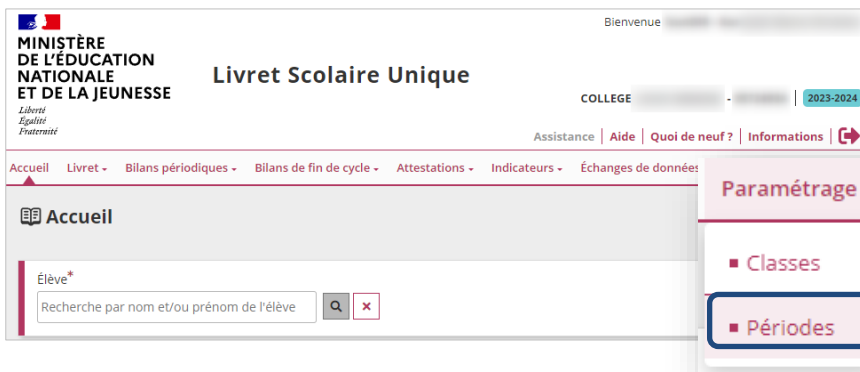 Bienvenue
MINISTÈRE
DE L'ÉDUCATION
NATIONALE
ET DE LA JEUNESSE
Liberté
Égalité
Fraternité
Livret Scolaire Unique
COLLEGE - | 2023-2024
Assistance | Aide | Quoi de neuf ? | Informations |
Accueil Livret Bilans périodiques Bilans de fin de cycle Attestations Indicateurs Échanges de données
Paramétrage
Accueil
Classes
Périodes
Élève*
Recherche par nom et/ou prénom de l'élève